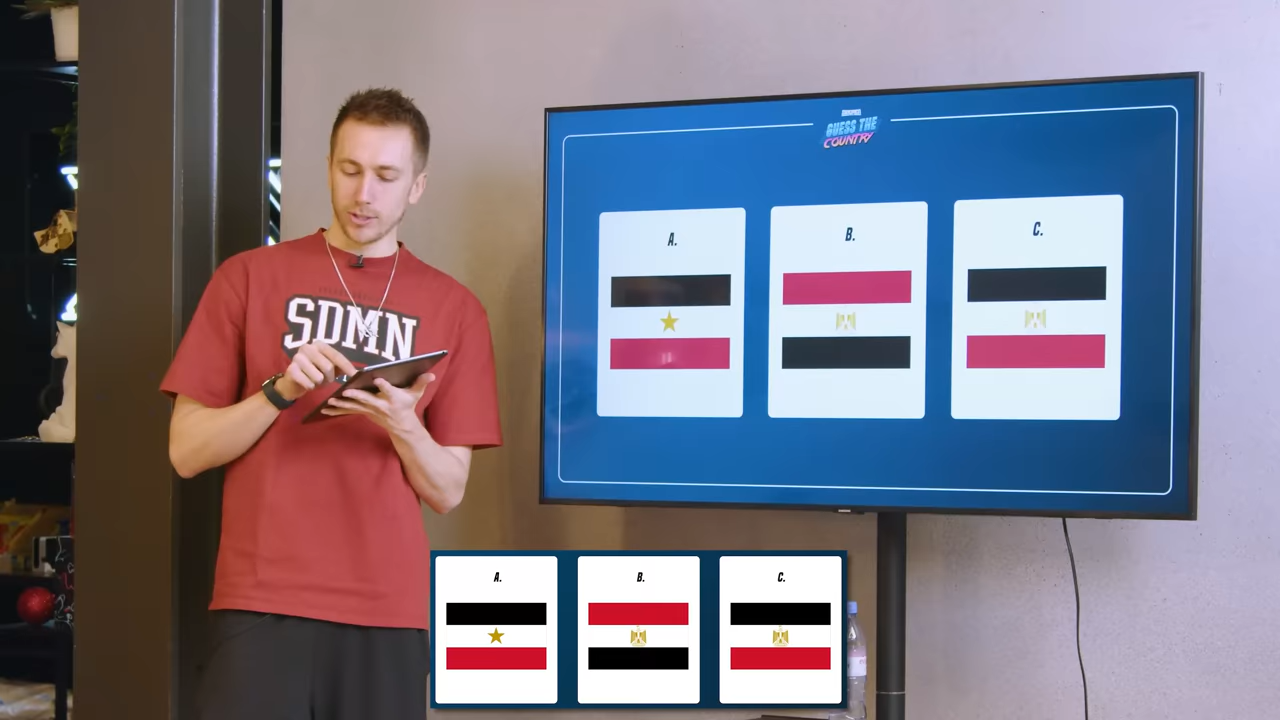 GUESS THE
COUNTRY
A.
B.
C.
SDMN
A.
B.
C.